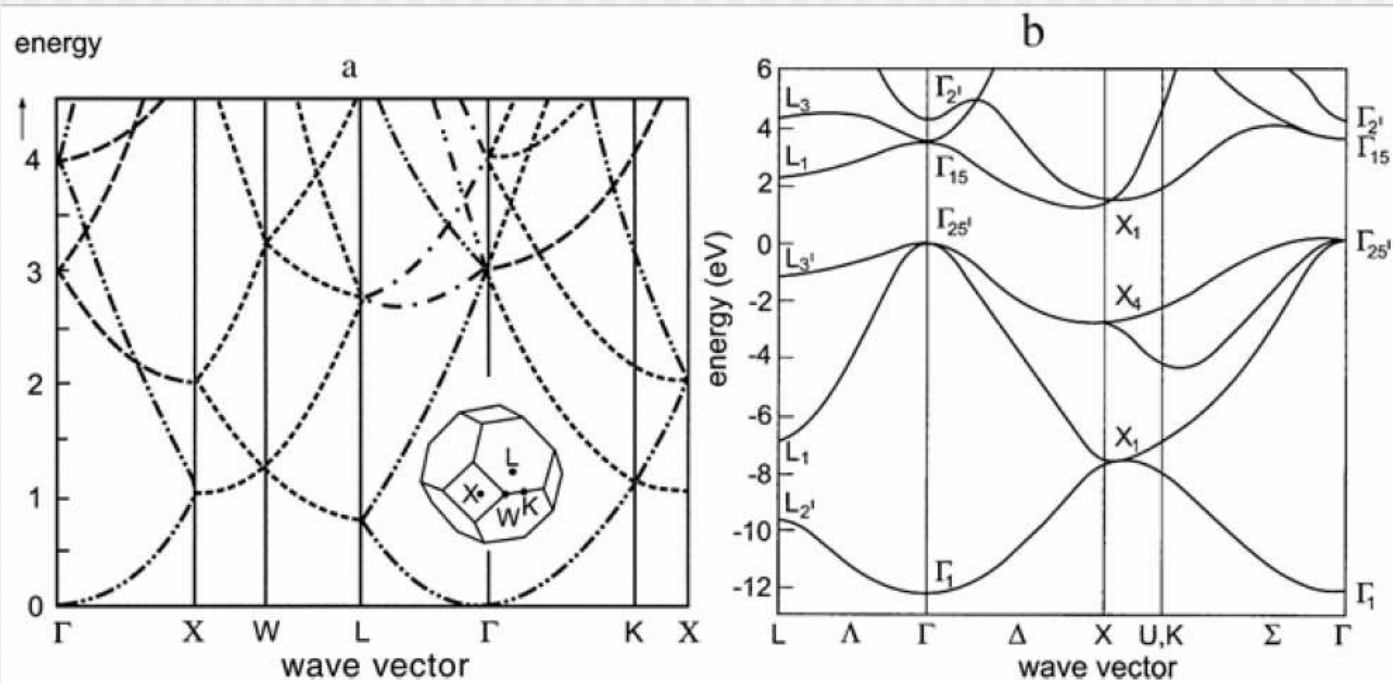 energy
a
4
3
2
1
0
Γ X W L Γ K X
wave vector
L
X
W K
b
energy (eV)
6
4
2
0
-2
-4
-6
-8
-10
-12
L₃
L₁
L₃'
L₁
L₂'
Γ₂'
Γ₁₅
Γ₂₅'
Γ₁
X₁
X₄
X₁
Γ₂'
Γ₁₅
Γ₂₅'
Γ₁
L Λ Γ Δ X U,K Σ Γ
wave vector